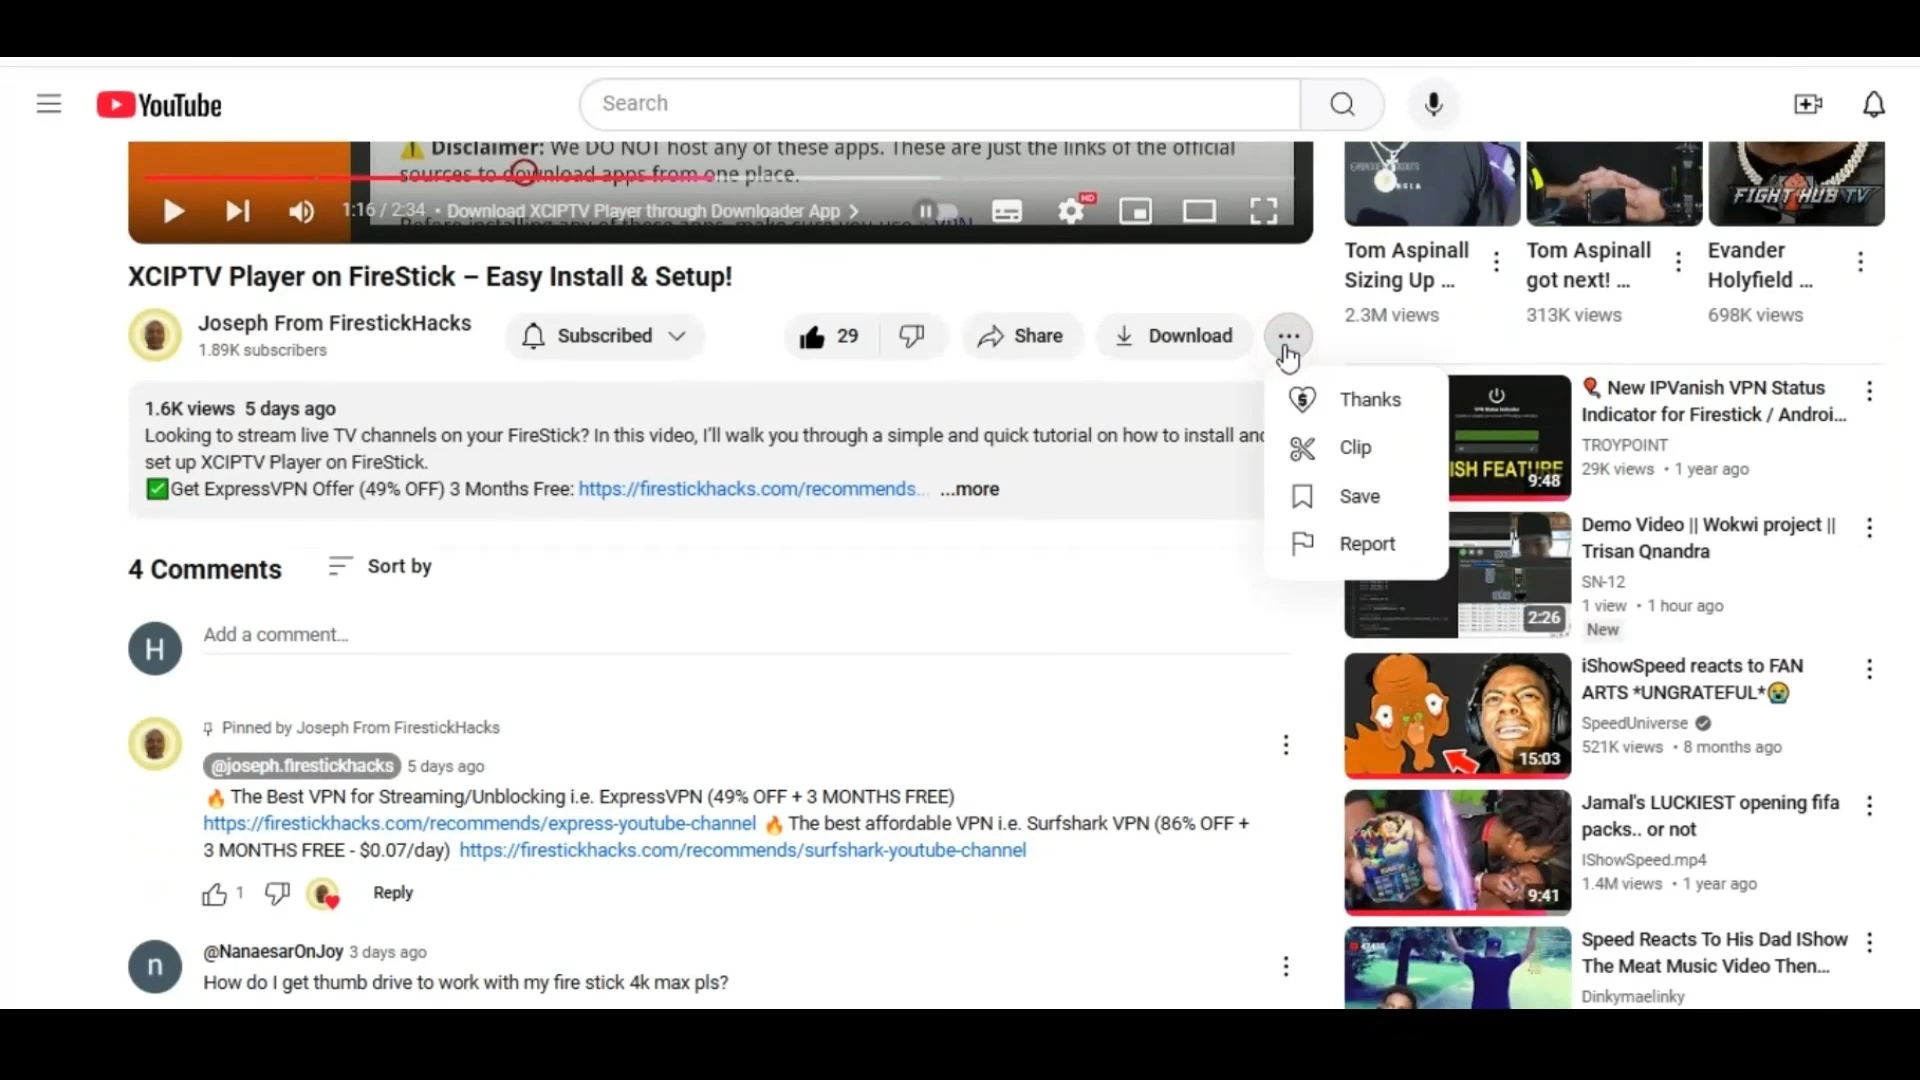 YouTube
Search
Disclaimer: We DO NOT host any of these apps. These are just the links of the official
sources to download apps from one place.
1:16 / 2:34 • Download XCIPTV Player through Downloader App
HD
XCIPTV Player on FireStick – Easy Install & Setup!
Joseph From FirestickHacks
1.89K subscribers
Subscribed
29
Share
Download
Thanks
Clip
Save
Report
1.6K views 5 days ago
Looking to stream live TV channels on your FireStick? In this video, I'll walk you through a simple and quick tutorial on how to install and
set up XCIPTV Player on FireStick.
✅Get ExpressVPN Offer (49% OFF) 3 Months Free: https://firestickhacks.com/recommends... ...more
4 Comments
Sort by
H
Add a comment...
Pinned by Joseph From FirestickHacks
@joseph.firestickhacks 5 days ago
🔥 The Best VPN for Streaming/Unblocking i.e. ExpressVPN (49% OFF + 3 MONTHS FREE)
https://firestickhacks.com/recommends/express-youtube-channel 🔥 The best affordable VPN i.e. Surfshark VPN (86% OFF +
3 MONTHS FREE - $0.07/day) https://firestickhacks.com/recommends/surfshark-youtube-channel
1
Reply
n
@NanaesarOnJoy 3 days ago
How do I get thumb drive to work with my fire stick 4k max pls?
FIGHT HUB TV
Tom Aspinall
Sizing Up ...
2.3M views
Tom Aspinall
got next! ...
313K views
Evander
Holyfield ...
698K views
ISH FEATURE
9:48
New IPVanish VPN Status
Indicator for Firestick / Androi...
TROYPOINT
29K views • 1 year ago
2:26
Demo Video || Wokwi project ||
Trisan Qnandra
SN-12
1 view • 1 hour ago
New
15:03
iShowSpeed reacts to FAN
ARTS *UNGRATEFUL*😭
SpeedUniverse
521K views • 8 months ago
9:41
Jamal's LUCKIEST opening fifa
packs.. or not
IShowSpeed.mp4
1.4M views • 1 year ago
Speed Reacts To His Dad IShow
The Meat Music Video Then...
Dinkymaelinky